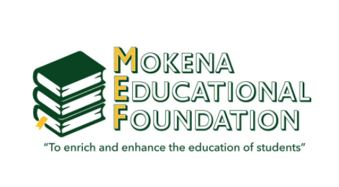 MOKENA
EDUCATIONAL
FOUNDATION
“To enrich and enhance the education of students”